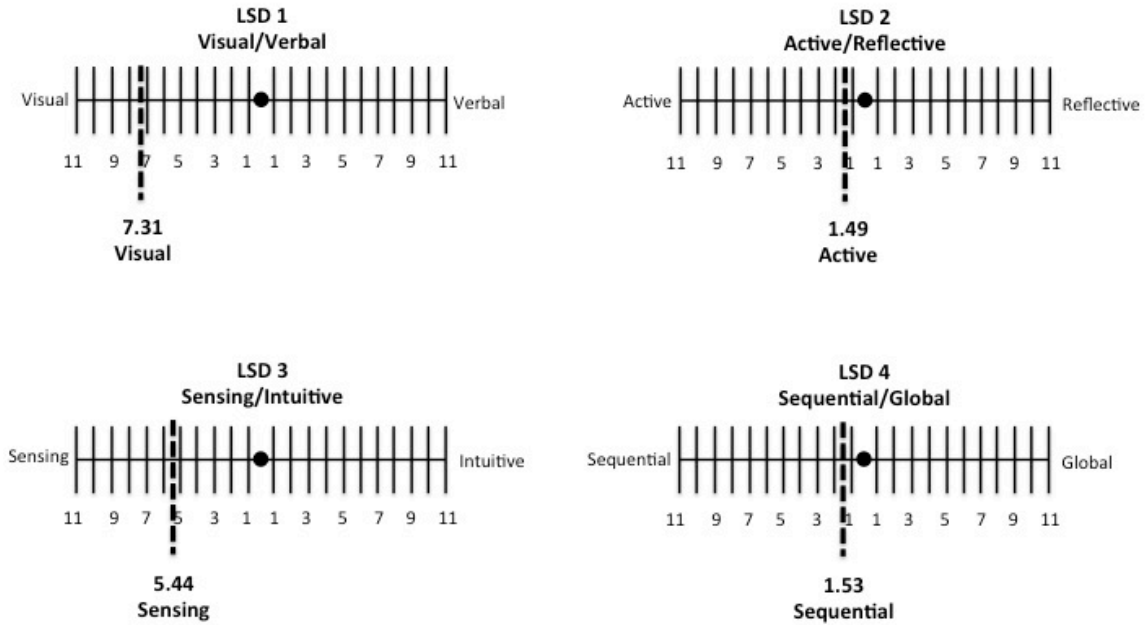 LSD 1
Visual/Verbal
Visual
Verbal
11 9 7 5 3 1 1 3 5 7 9 11
7.31
Visual
LSD 2
Active/Reflective
Active
Reflective
11 9 7 5 3 1 1 3 5 7 9 11
1.49
Active
LSD 3
Sensing/Intuitive
Sensing
Intuitive
11 9 7 5 3 1 1 3 5 7 9 11
5.44
Sensing
LSD 4
Sequential/Global
Sequential
Global
11 9 7 5 3 1 1 3 5 7 9 11
1.53
Sequential